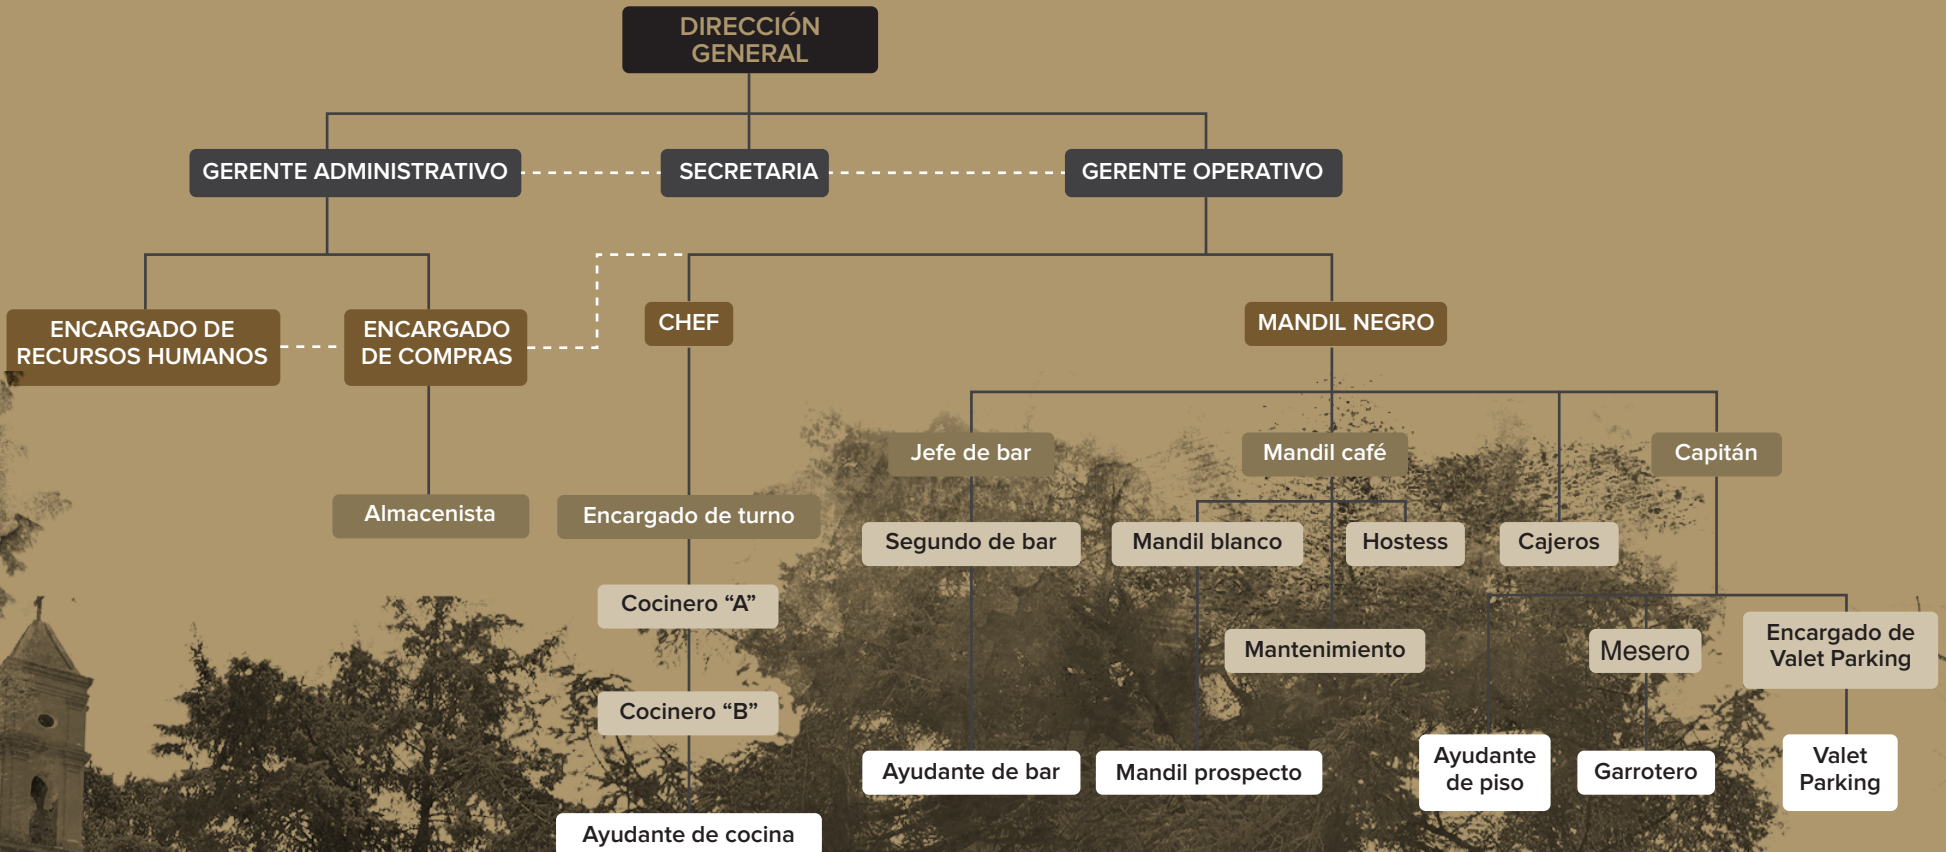 DIRECCIÓN
GENERAL
GERENTE ADMINISTRATIVO
SECRETARIA
GERENTE OPERATIVO
ENCARGADO DE
RECURSOS HUMANOS
ENCARGADO
DE COMPRAS
CHEF
MANDIL NEGRO
Jefe de bar
Mandil café
Capitán
Almacenista
Encargado de turno
Segundo de bar
Mandil blanco
Hostess
Cajeros
Cocinero “A”
Mantenimiento
Mesero
Encargado de
Valet Parking
Cocinero “B”
Ayudante de bar
Mandil prospecto
Ayudante
de piso
Garrotero
Valet
Parking
Ayudante de cocina